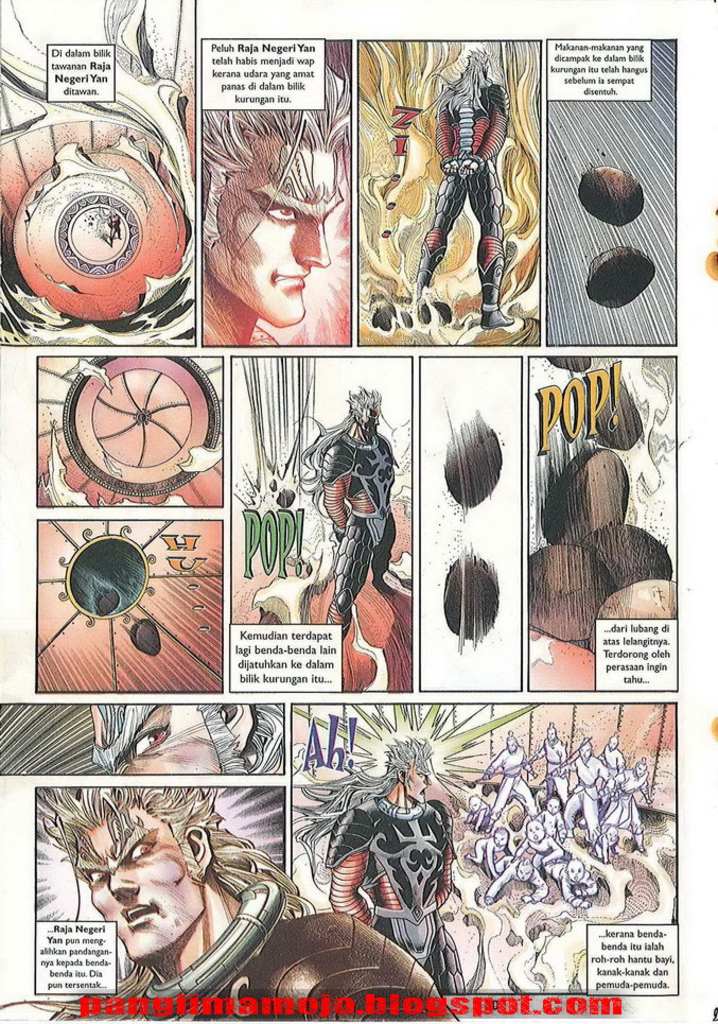 Di dalam bilik
tawanan Raja
Negeri Yan
ditawan.
Peluh Raja Negeri Yan
telah habis menjadi wap
kerana udara yang amat
panas di dalam bilik
kurungan itu.
ZI
Makanan-makanan yang
dicampak ke dalam bilik
kurungan itu telah hangus
sebelum ia sempat
disentuh.
HU
POP!
Kemudian terdapat
lagi benda-benda lain
dijatuhkan ke dalam
bilik kurungan itu...
POP!
...dari lubang di
atas lelangitnya.
Terdorong oleh
perasaan ingin
tahu...
...Raja Negeri
Yan pun meng-
alihkan pandangan-
nya kepada benda-
benda itu. Dia
pun tersentak...
Ah!
...kerana benda-
benda itu ialah
roh-roh hantu bayi,
kanak-kanak dan
pemuda-pemuda.
panglimamojo.blogspot.com